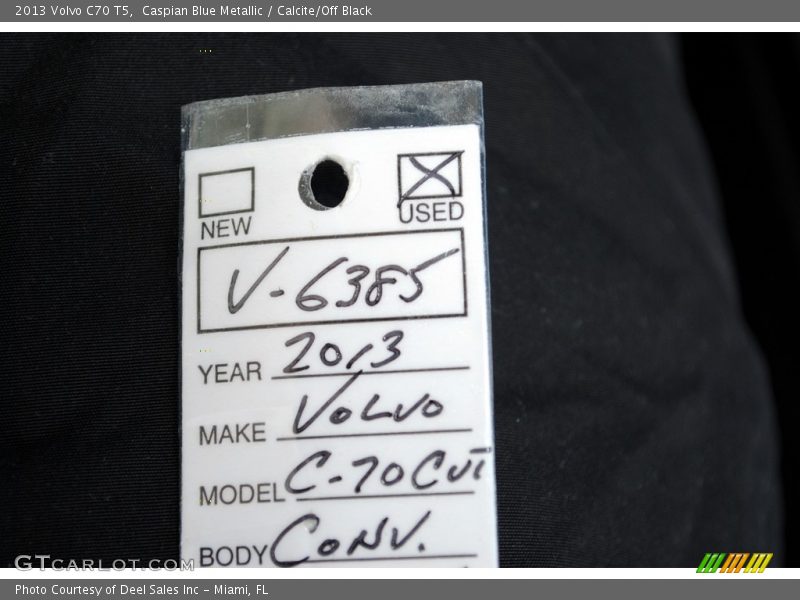 2013 Volvo C70 T5,  Caspian Blue Metallic / Calcite/Off Black
NEW USED
V-6385
YEAR 2013
MAKE VOLVO
MODEL C-70 CVT
BODY CONV.
GTCARLOT.COM
Photo Courtesy of Deel Sales Inc – Miami, FL